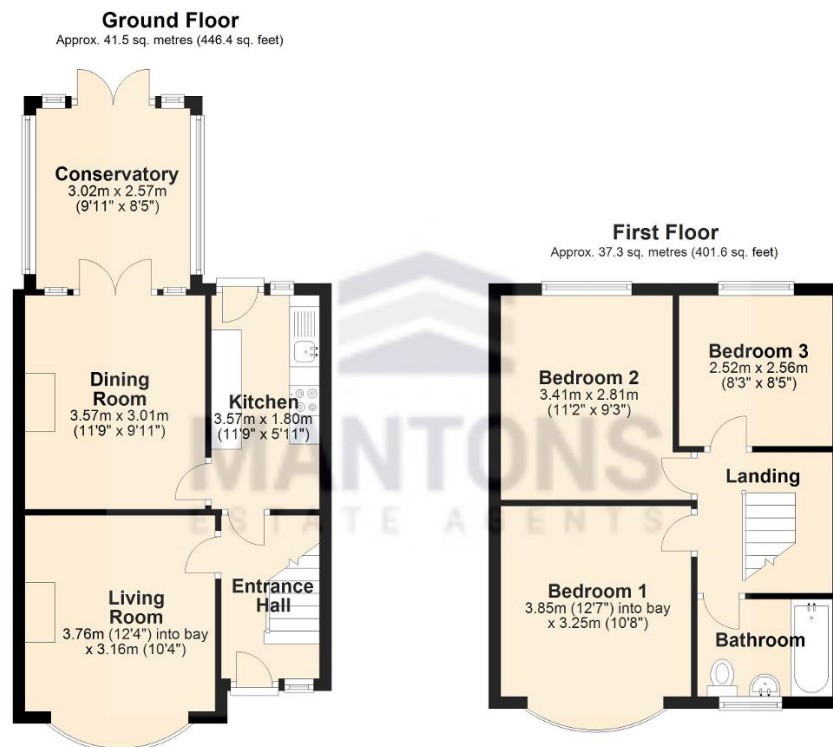 Ground Floor
Approx. 41.5 sq. metres (446.4 sq. feet)
Conservatory
3.02m x 2.57m
(9'11" x 8'5")
Dining
Room
3.57m x 3.01m
(11'9" x 9'11")
Kitchen
3.57m x 1.80m
(11'9" x 5'11")
Living
Room
3.76m (12'4") into bay
x 3.16m (10'4")
Entrance
Hall
First Floor
Approx. 37.3 sq. metres (401.6 sq. feet)
Bedroom 2
3.41m x 2.81m
(11'2" x 9'3")
Bedroom 3
2.52m x 2.56m
(8'3" x 8'5")
Landing
Bedroom 1
3.85m (12'7") into bay
x 3.25m (10'8")
Bathroom
MANTONS
ESTATE AGENTS